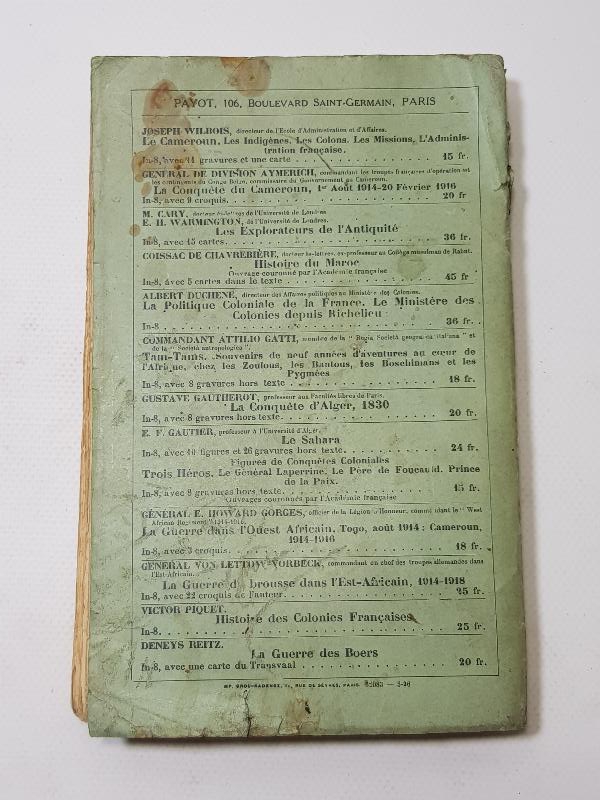 PAYOT, 106, BOULEVARD SAINT-GERMAIN, PARIS
JOSEPH WILBOIS, directeur de l'Ecole d'Administration et d'Affaires.
Le Cameroun. Les Indigènes. Les Colons. Les Missions. L'Adminis-
tration française.
In-8, avec 11 gravures et une carte . . . . . . . . . . . . 15 fr.
GÉNÉRAL DE DIVISION AYMERICH, commandant les troupes françaises d'opération et
les contingents du Congo Belge, commissaire du Gouvernement au Cameroun.
La Conquête du Cameroun, 1er Août 1914-20 Février 1916
In-8, avec 9 croquis. . . . . . . . . . . . . . . . 20 fr
M. CARY, docteur ès-lettres de l'Université de Londres
E. H. WARMINGTON, de l'Université de Londres.
Les Explorateurs de l'Antiquité
In-8, avec 15 cartes. . . . . . . . . . . . . . . . 36 fr.
COISSAC DE CHAVREBIÈRE, docteur ès-lettres, ex-professeur au Collège musulman de Rabat.
Histoire du Maroc
Ouvrage couronné par l'Académie française
In-8, avec 5 cartes dans le texte . . . . . . . . . . . . 45 fr
ALBERT DUCHÊNE, directeur des Affaires politiques au Ministère des Colonies.
La Politique Coloniale de la France. Le Ministère des
Colonies depuis Richelieu
In-8 . . . . . . . . . . . . . . . . 36 fr.
COMMANDANT ATTILIO GATTI, membre de la " Regia Società geografica italiana " et
de la " Società antropologica ".
Tam-Tams. Souvenirs de neuf années d'aventures au cœur de
l'Afrique, chez les Zoulous, les Bantous, les Boschimans et les
Pygmées
In-8, avec 8 gravures hors texte . . . . . . . . . . . . 18 fr.
GUSTAVE GAUTHEROT, professeur aux Facultés libres de Paris.
La Conquête d'Alger, 1830
In-8, avec 8 gravures hors texte. . . . . . . . . . . . 20 fr.
E. F. GAUTIER, professeur à l'Université d'Alger.
Le Sahara
In-8, avec 10 figures et 26 gravures hors texte. . . . . . . . 24 fr.
Figures de Conquêtes Coloniales
Trois Héros. Le Général Laperrine. Le Père de Foucauld. Prince
de la Paix.
In-8, avec 8 gravures hors texte. . . . . . . . . . . . 15 fr.
Ouvrages couronnés par l'Académie française
GÉNÉRAL E. HOWARD GORGES, officier de la Légion d'Honneur, commandant le " West
African Regiment " 1914-1916.
La Guerre dans l'Ouest Africain, Togo, août 1914 ; Cameroun,
1914-1916
In-8, avec 3 croquis. . . . . . . . . . . . . . . . 18 fr.
GÉNÉRAL VON LETTOW-VORBECK, commandant en chef des troupes allemandes dans
l'Est-Africain.
La Guerre de brousse dans l'Est-Africain, 1914-1918
In-8, avec 22 croquis de l'auteur. . . . . . . . . . . . 25 fr.
VICTOR PIQUET.
Histoire des Colonies Françaises
In-8. . . . . . . . . . . . . . . . 25 fr.
DENEYS REITZ.
La Guerre des Boers
In-8, avec une carte du Transvaal . . . . . . . . . . . . 20 fr.
RUE DE SÈVRES, PARIS — 3-36